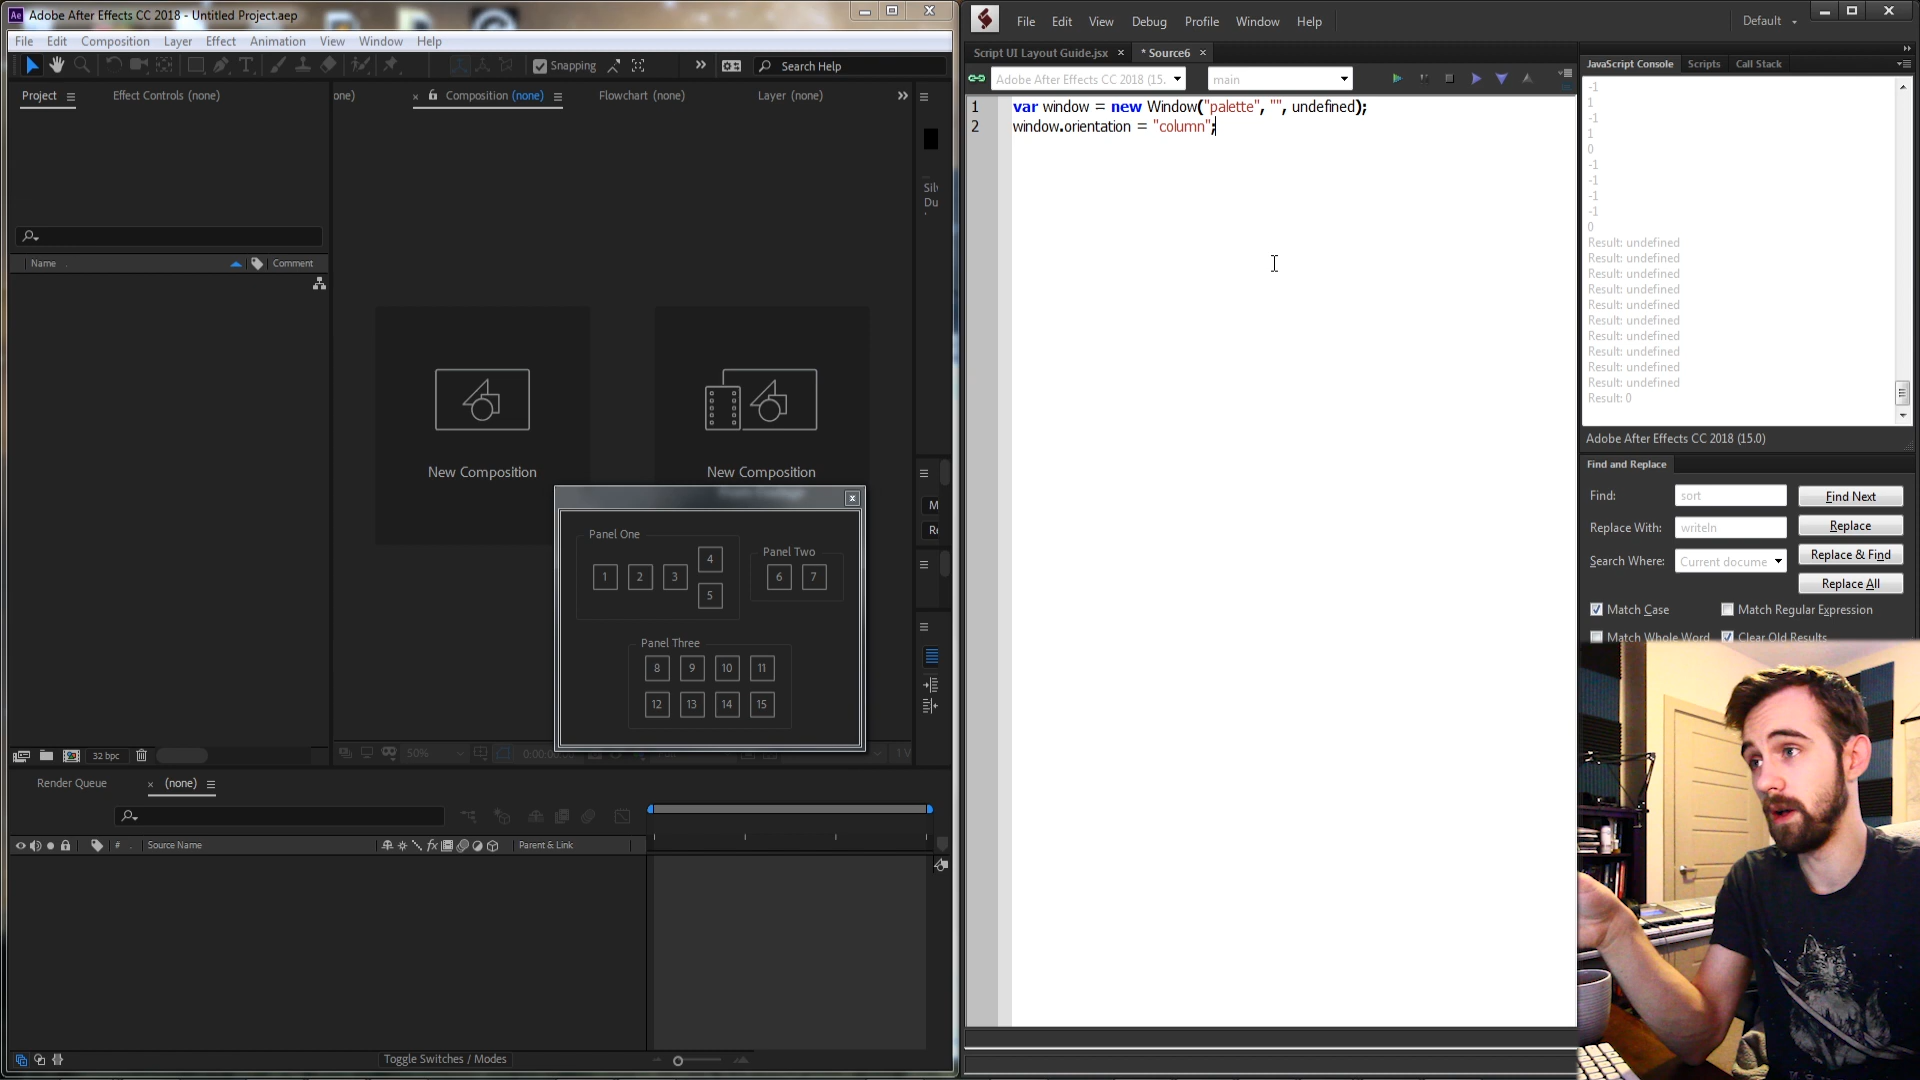 Adobe After Effects CC 2018 - Untitled Project.aep
File Edit Composition Layer Effect Animation View Window Help
Snapping
Search Help
Project
Effect Controls (none)
one)
Composition (none)
Flowchart (none)
Layer (none)
Name
Comment
New Composition
New Composition
Panel One
1 2 3 4 5
Panel Two
6 7
Panel Three
8 9 10 11
12 13 14 15
32 bpc
50%
Render Queue
(none)
# Source Name
Parent & Link
Toggle Switches / Modes
File Edit View Debug Profile Window Help
Default
Script UI Layout Guide.jsx
* Source6
Adobe After Effects CC 2018 (15.
main
1 var window = new Window("palette", "", undefined);
2 window.orientation = "column";
JavaScript Console Scripts Call Stack
-1
1
-1
1
0
-1
-1
-1
-1
0
Result: undefined
Result: undefined
Result: undefined
Result: undefined
Result: undefined
Result: undefined
Result: undefined
Result: undefined
Result: undefined
Result: undefined
Result: 0
Adobe After Effects CC 2018 (15.0)
Find and Replace
Find: sort Find Next
Replace With: writeln Replace
Search Where: Current docume Replace & Find
Replace All
Match Case Match Regular Expression
Match Whole Word Clear Old Results